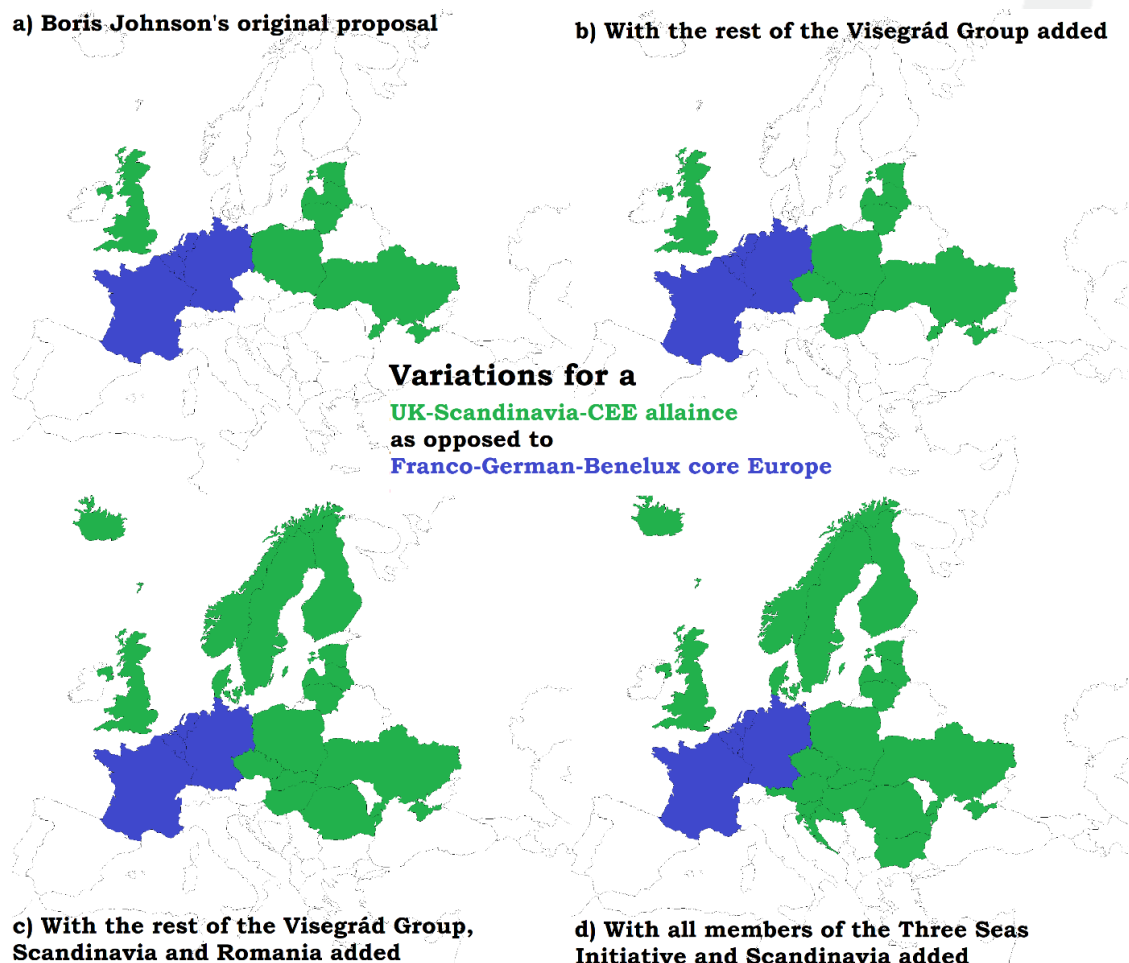 a) Boris Johnson's original proposal
b) With the rest of the Visegrád Group added
Variations for a
UK-Scandinavia-CEE allaince
as opposed to
Franco-German-Benelux core Europe
c) With the rest of the Visegrád Group,
Scandinavia and Romania added
d) With all members of the Three Seas
Initiative and Scandinavia added